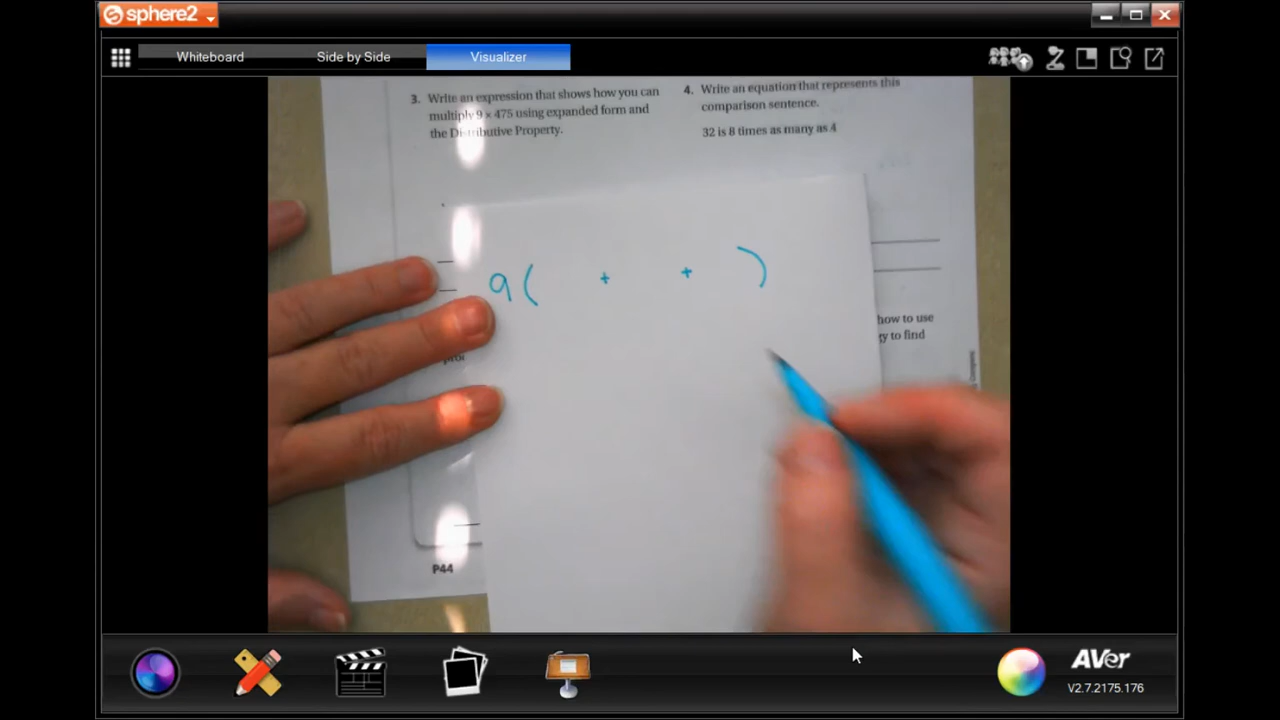 sphere2
Whiteboard Side by Side Visualizer
3. Write an expression that shows how you can
multiply 9 × 475 using expanded form and
the Distributive Property.
4. Write an equation that represents this
comparison sentence.
32 is 8 times as many as 4
9( + + )
how to use
to find
P44
AVer
V2.7.2175.176